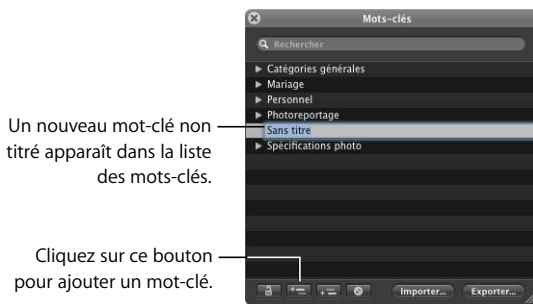 Mots-clés
Rechercher
Catégories générales
Mariage
Personnel
Photoreportage
Sans titre
Spécifications photo
Un nouveau mot-clé non
titré apparaît dans la liste
des mots-clés.
Cliquez sur ce bouton
pour ajouter un mot-clé.
Importer...
Exporter...